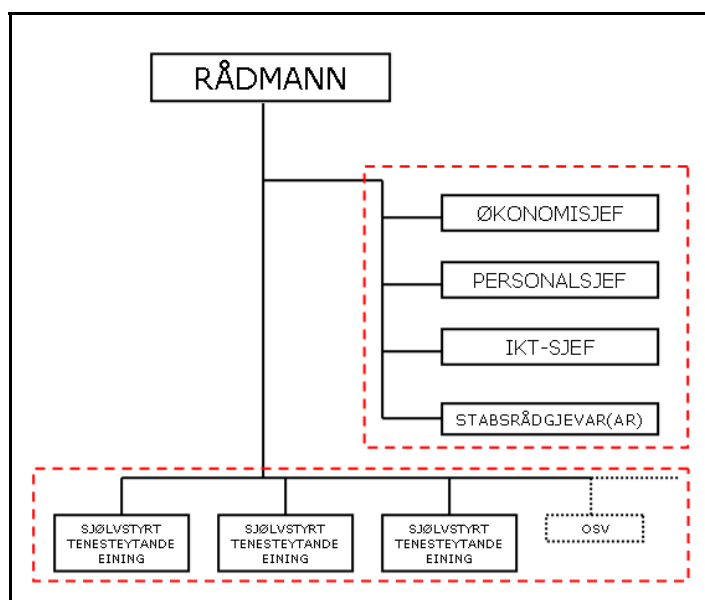 RÅDMANN
ØKONOMISJEF
PERSONALSJEF
IKT-SJEF
STABSRÅDGJEVAR(AR)
SJØLVSTYRT
TENESTEYTANDE
EINING
SJØLVSTYRT
TENESTEYTANDE
EINING
SJØLVSTYRT
TENESTEYTANDE
EINING
OSV